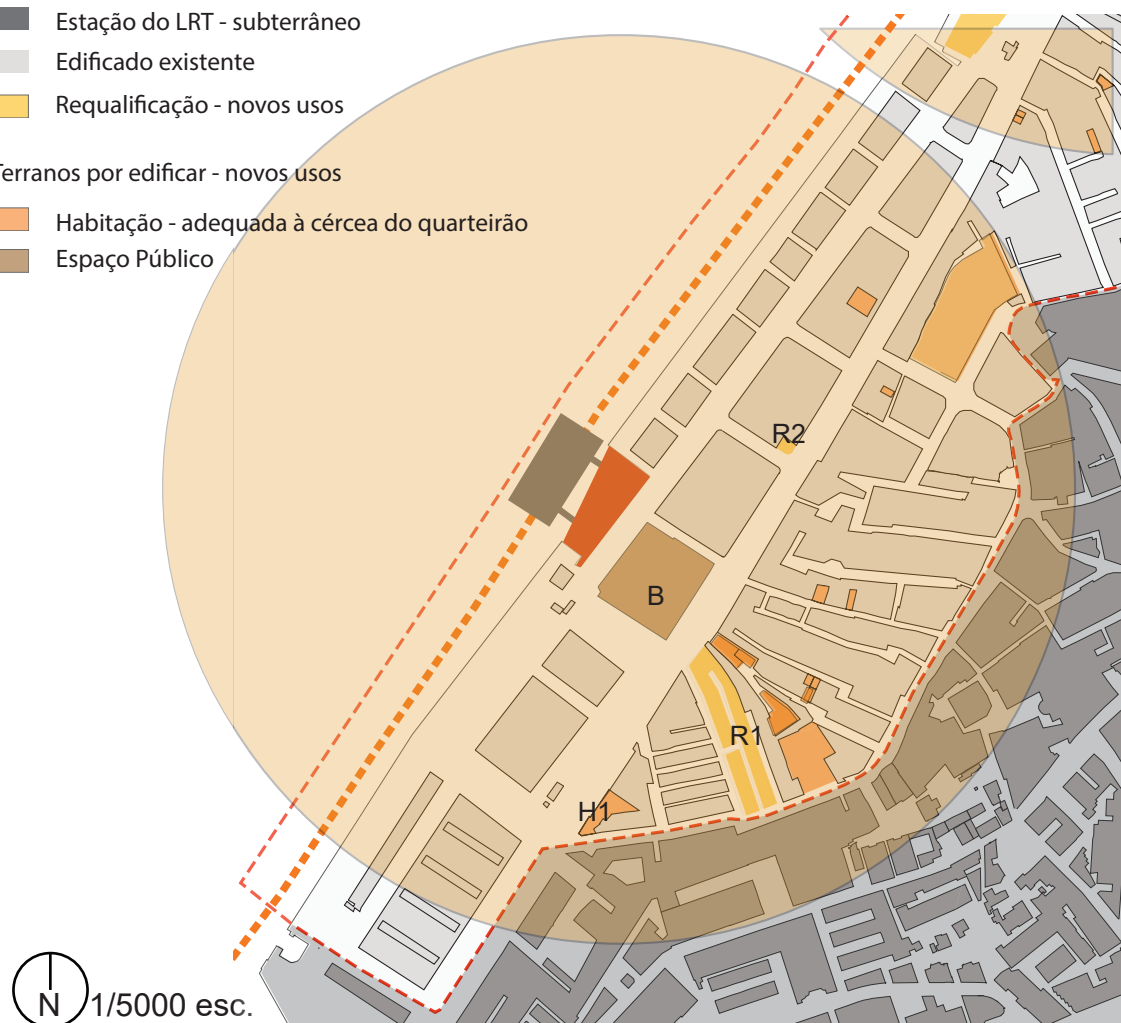 Estação do LRT - subterrâneo
Edificado existente
Requalificação - novos usos
Terranos por edificar - novos usos
Habitação - adequada à cércea do quarteirão
Espaço Público
R2
B
R1
H1
N 1/5000 esc.